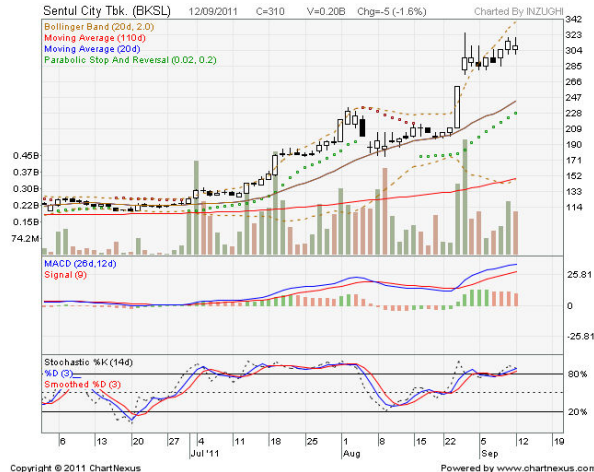 Sentul City Tbk. (BKSL) 12/09/2011 C=310 V=0.20B Chg=-5 (-1.6%) Charted By INZUGHI
Bollinger Band (20d, 2.0)
Moving Average (110d)
Moving Average (20d)
Parabolic Stop And Reversal (0.02, 0.2)
342
323
304
285
266
247
228
209
190
171
152
133
114
0.45B
0.37B
0.30B
0.22B
0.15B
74.2M
MACD (26d,12d)
Signal (9)
25.81
0
-25.81
Stochastic %K (14d)
%D (3)
Smoothed %D (3)
80%
50%
20%
6 13 20 27 4 11 18 25 1 8 15 22 5 12 19
Jul '11 Aug Sep
Copyright © 2011 ChartNexus Powered by www.chartnexus.com